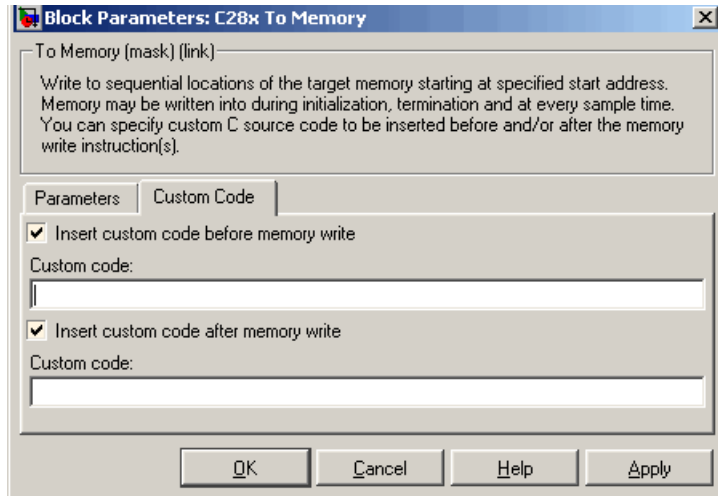 Block Parameters: C28x To Memory
To Memory (mask) (link)
Write to sequential locations of the target memory starting at specified start address.
Memory may be written into during initialization, termination and at every sample time.
You can specify custom C source code to be inserted before and/or after the memory
write instruction(s).
Parameters Custom Code
Insert custom code before memory write
Custom code:
Insert custom code after memory write
Custom code:
OK Cancel Help Apply